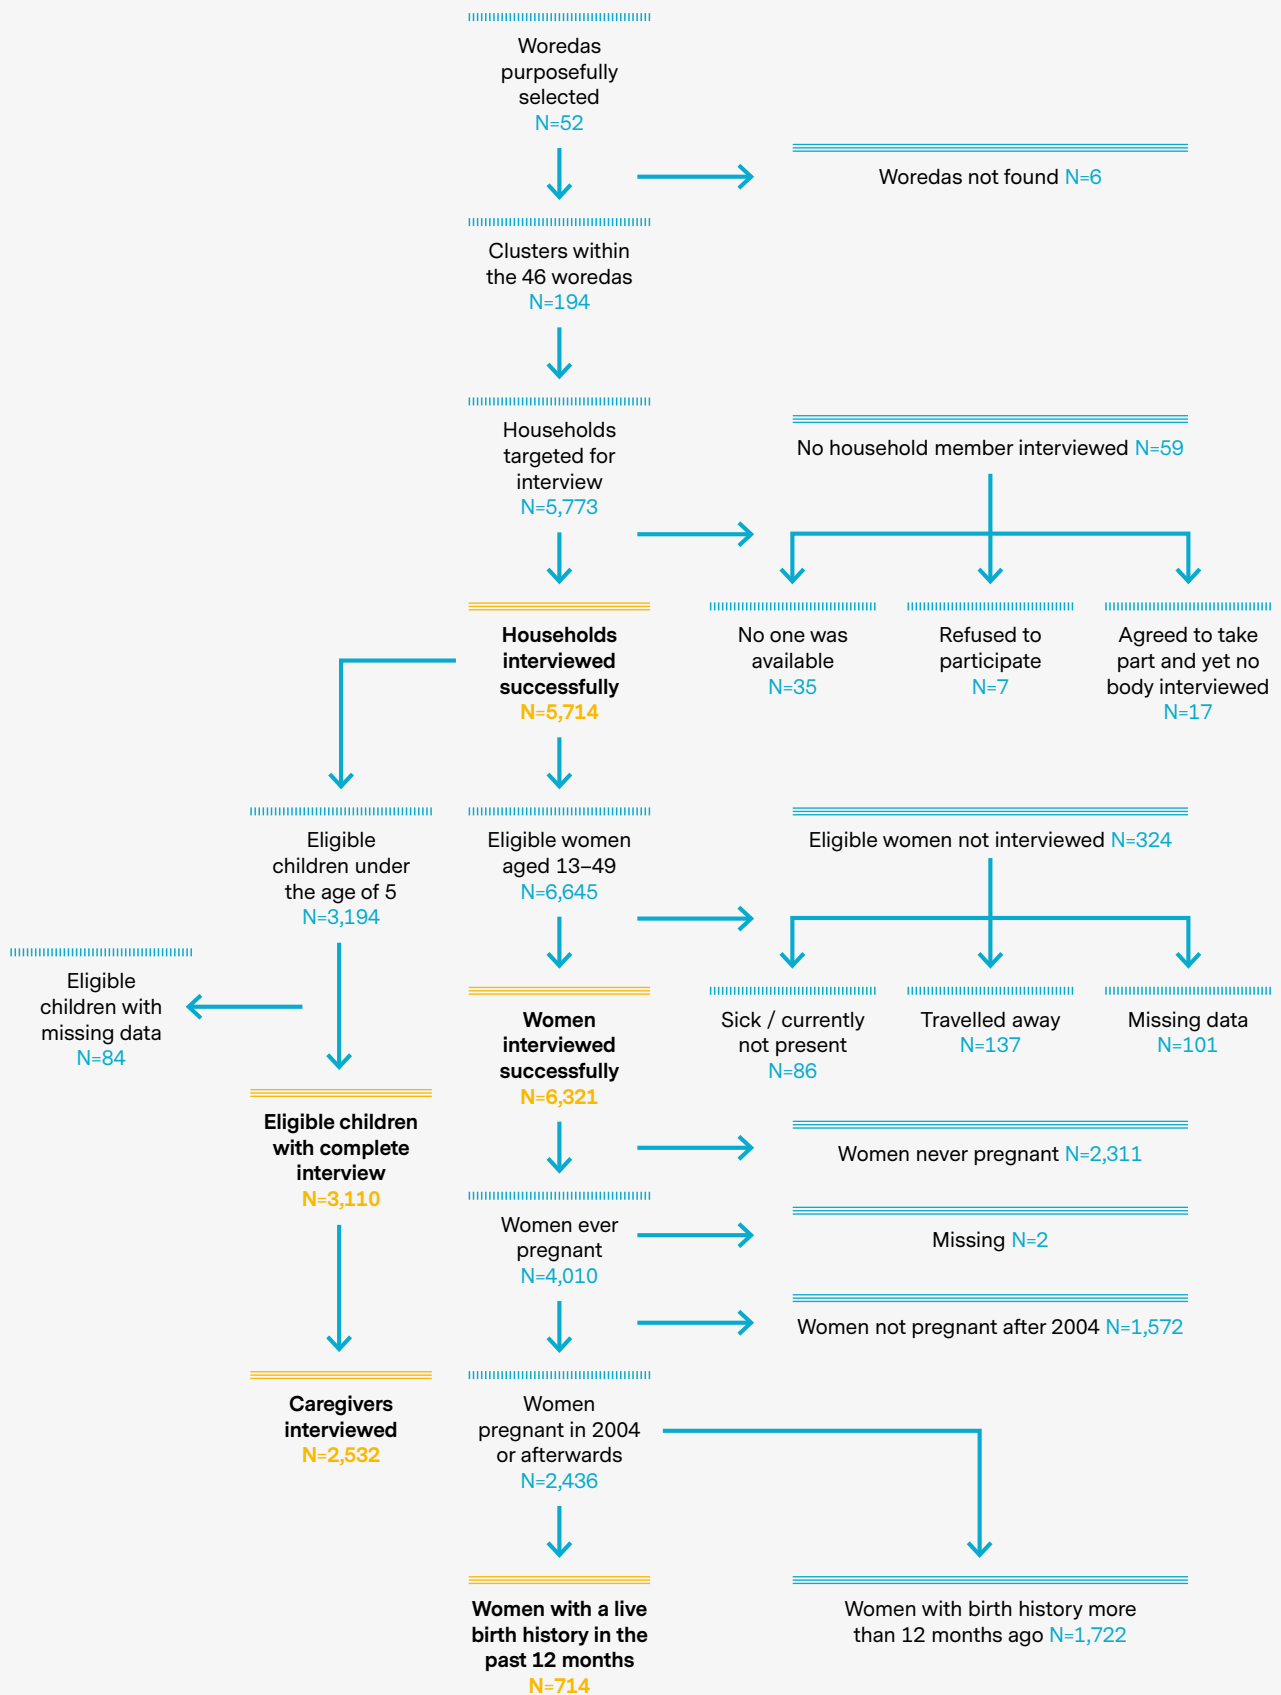 Woredas
purposefully
selected
N=52
Woredas not found N=6
Clusters within
the 46 woredas
N=194
Households
targeted for
interview
N=5,773
No household member interviewed N=59
No one was
available
N=35
Refused to
participate
N=7
Agreed to take
part and yet no
body interviewed
N=17
Households
interviewed
successfully
N=5,714
Eligible
children under
the age of 5
N=3,194
Eligible women
aged 13–49
N=6,645
Eligible women not interviewed N=324
Eligible
children with
missing data
N=84
Sick / currently
not present
N=86
Travelled away
N=137
Missing data
N=101
Women
interviewed
successfully
N=6,321
Eligible children
with complete
interview
N=3,110
Women never pregnant N=2,311
Women ever
pregnant
N=4,010
Missing N=2
Women not pregnant after 2004 N=1,572
Caregivers
interviewed
N=2,532
Women
pregnant in 2004
or afterwards
N=2,436
Women with a live
birth history in the
past 12 months
N=714
Women with birth history more
than 12 months ago N=1,722